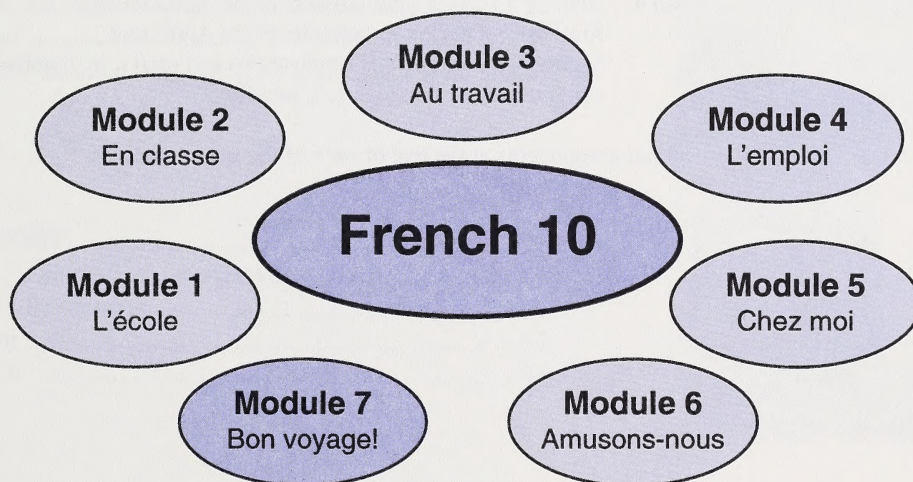 French 10
Module 1
L'école
Module 2
En classe
Module 3
Au travail
Module 4
L'emploi
Module 5
Chez moi
Module 6
Amusons-nous
Module 7
Bon voyage!